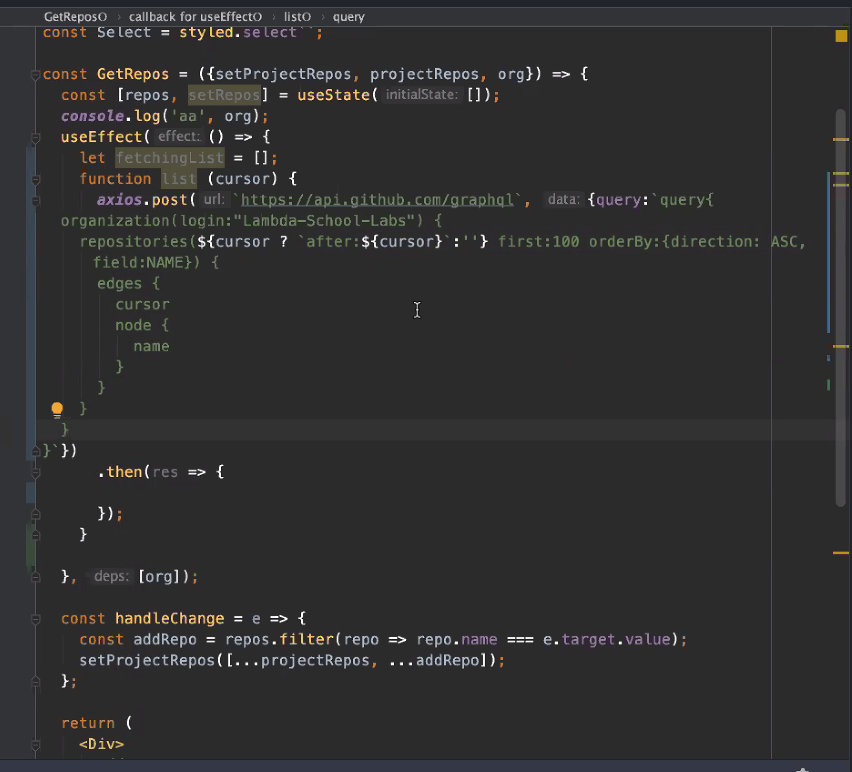 GetRepos() › callback for useEffect() › list() › query
const Select = styled.select``;
const GetRepos = ({setProjectRepos, projectRepos, org}) => {
const [repos, setRepos] = useState( initialState: []);
console.log('aa', org);
useEffect( effect: () => {
let fetchingList = [];
function list (cursor) {
axios.post( url: `https://api.github.com/graphql`, data: {query:`query{
organization(login:"Lambda-School-Labs") {
repositories(${cursor ? `after:${cursor}`:''} first:100 orderBy:{direction: ASC,
field:NAME}) {
edges {
cursor
node {
name
}
}
}
}
}`})
.then(res => {
});
}
}, deps: [org]);
const handleChange = e => {
const addRepo = repos.filter(repo => repo.name === e.target.value);
setProjectRepos([...projectRepos, ...addRepo]);
};
return (
<Div>